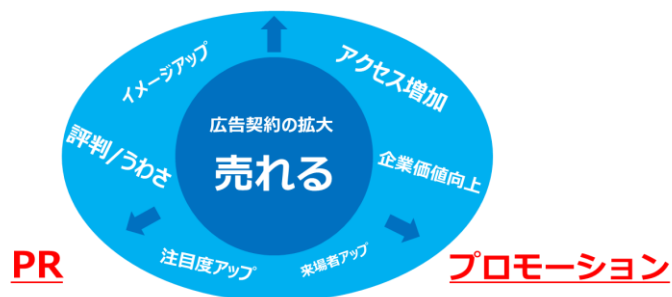 イメージアップ
アクセス増加
広告契約の拡大
売れる
評判/うわさ
企業価値向上
注目度アップ
来場者アップ
PR
プロモーション